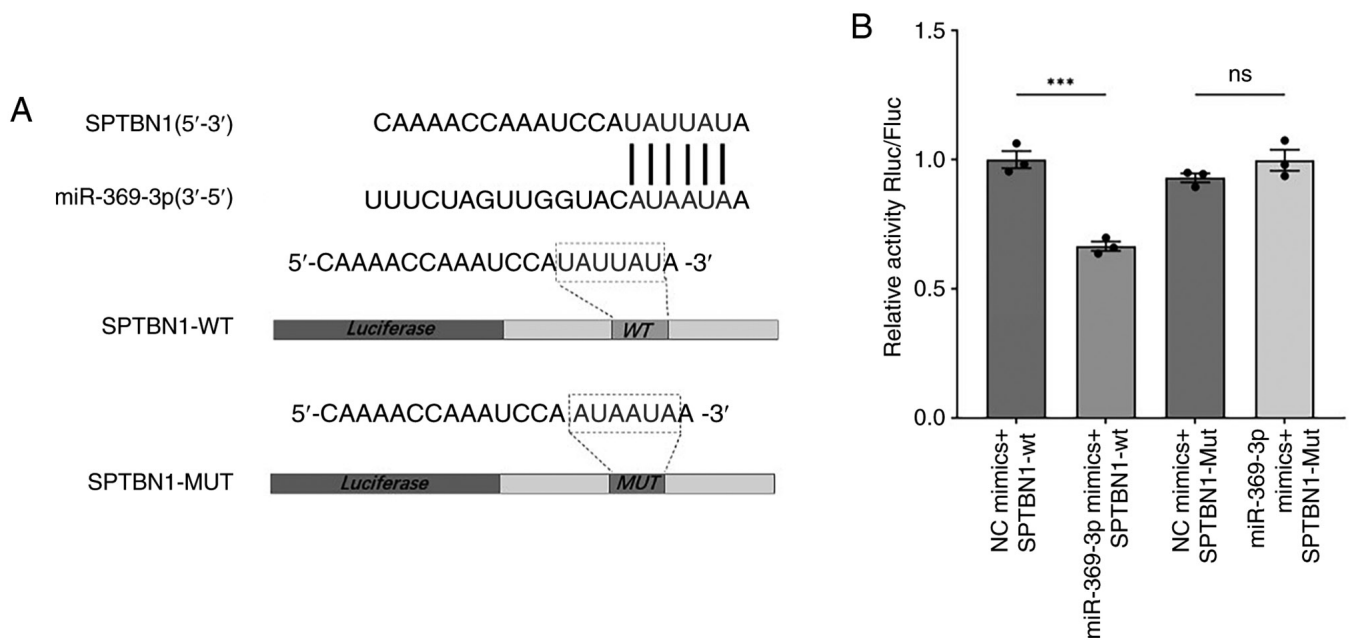 A
SPTBN1(5′-3′)
CAAAACCAAAUCCAUAUUAUA
miR-369-3p(3′-5′)
UUUCUAGUUGGUACAUAAUAA
5′-CAAAACCAAAUCCAUAUUAUA -3′
SPTBN1-WT
Luciferase
WT
5′-CAAAACCAAAUCCA AUAAUAA -3′
SPTBN1-MUT
Luciferase
MUT
B
Relative activity Rluc/Fluc
1.5
1.0
0.5
0.0
***
ns
NC mimics+
SPTBN1-wt
miR-369-3p mimics+
SPTBN1-wt
NC mimics+
SPTBN1-Mut
miR-369-3p
mimics+
SPTBN1-Mut